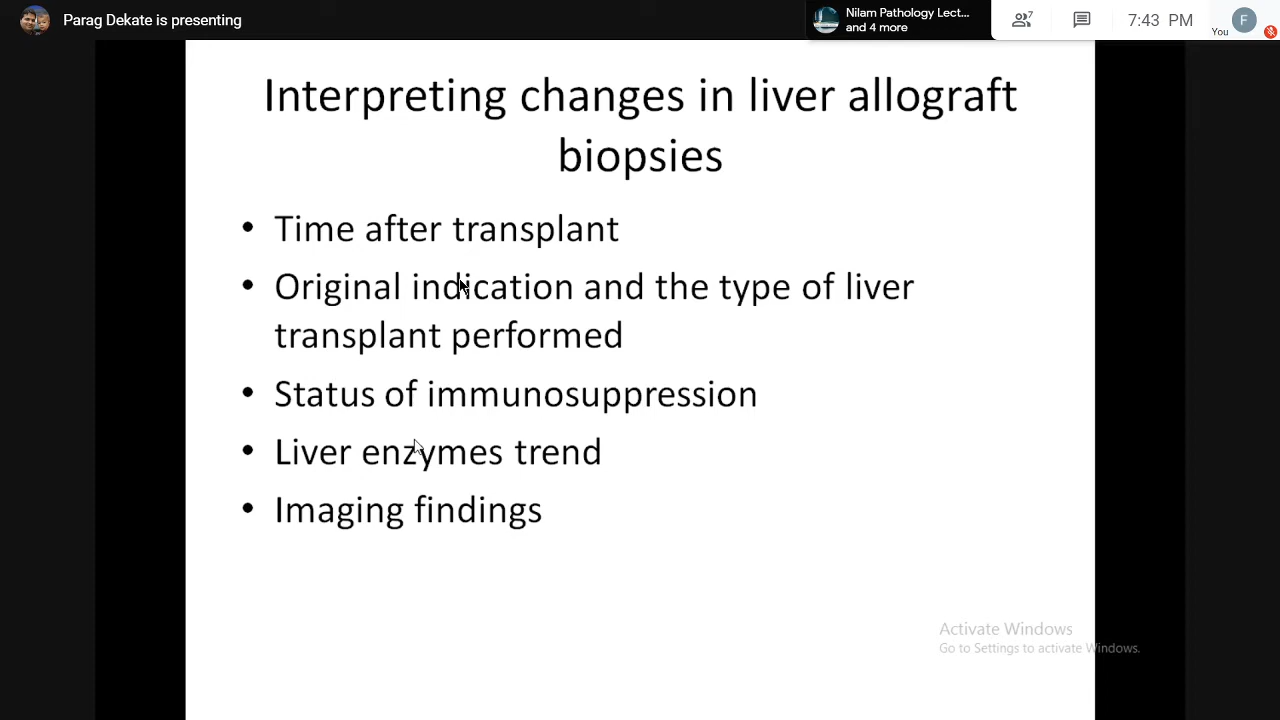 Parag Dekate is presenting
Nilam Pathology Lect...
and 4 more
7
7:43 PM
You
F
Interpreting changes in liver allograft
biopsies
• Time after transplant
• Original indication and the type of liver
transplant performed
• Status of immunosuppression
• Liver enzymes trend
• Imaging findings
Activate Windows
Go to Settings to activate Windows.